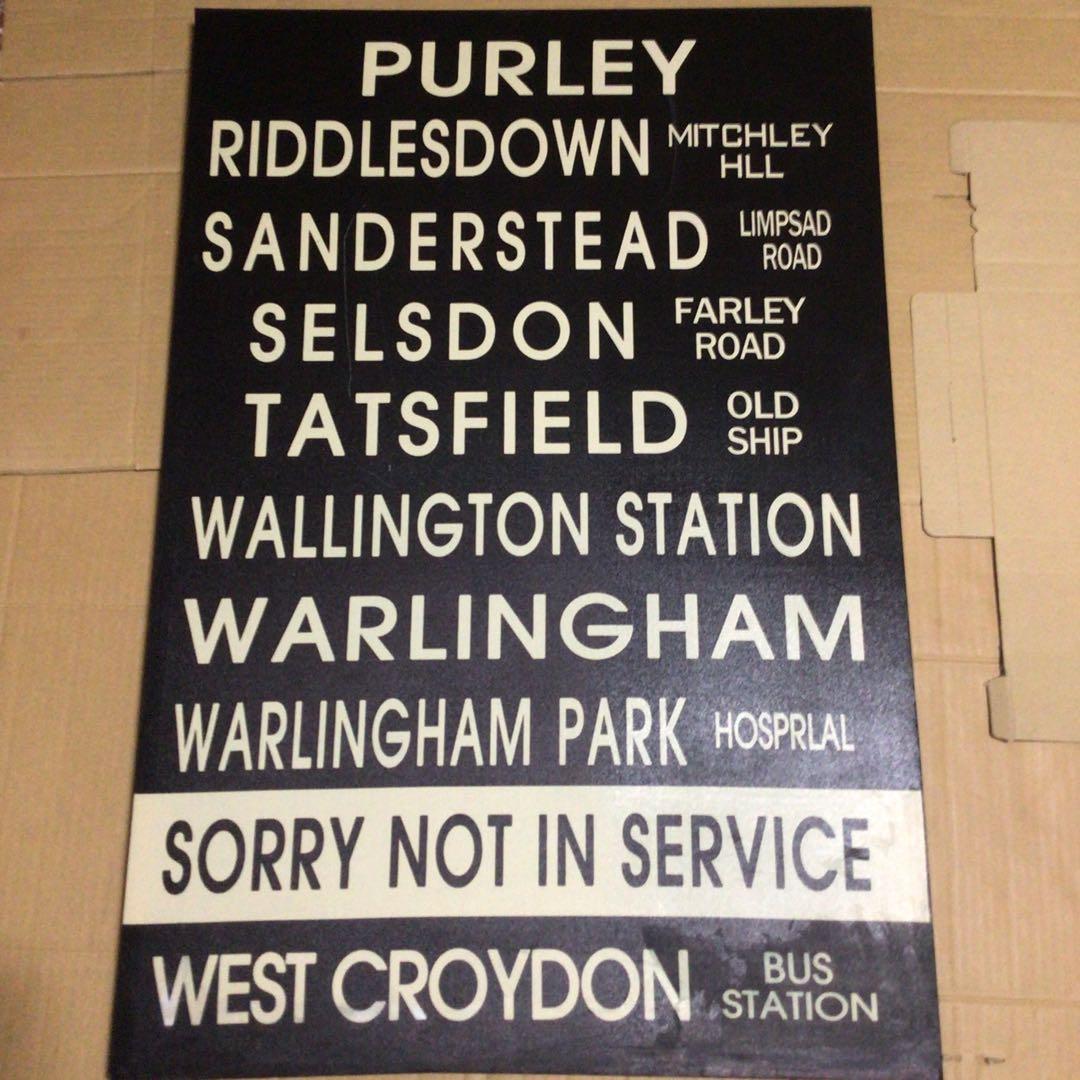 PURLEY
RIDDLESDOWN MITCHLEY HLL
SANDERSTEAD LIMPSAD ROAD
SELSDON FARLEY ROAD
TATSFIELD OLD SHIP
WALLINGTON STATION
WARLINGHAM
WARLINGHAM PARK HOSPRLAL
SORRY NOT IN SERVICE
WEST CROYDON BUS STATION